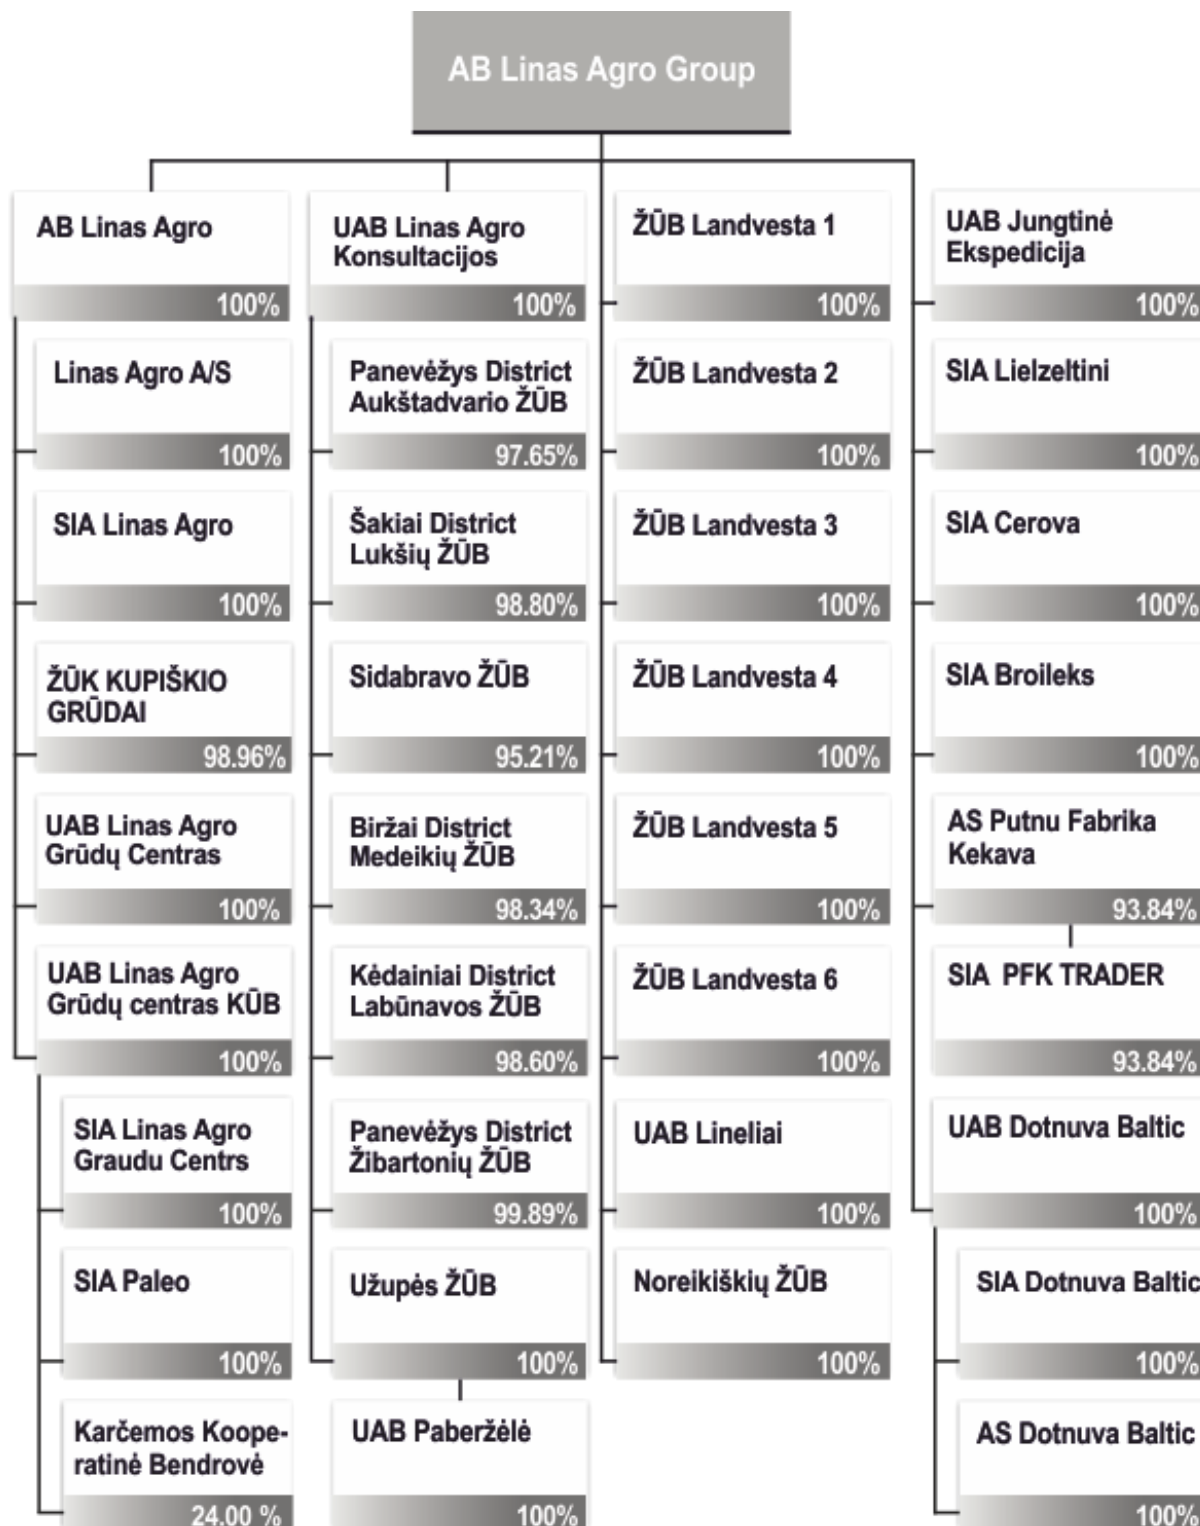 AB Linas Agro Group
AB Linas Agro
100%
Linas Agro A/S
100%
SIA Linas Agro
100%
ŽŪK KUPIŠKIO
GRŪDAI
98.96%
UAB Linas Agro
Grūdų Centras
100%
UAB Linas Agro
Grūdų centras KŪB
100%
SIA Linas Agro
Graudu Centrs
100%
SIA Paleo
100%
Karčemos Koope-
ratinė Bendrovė
24.00 %
UAB Linas Agro
Konsultacijos
100%
Panevėžys District
Aukštadvario ŽŪB
97.65%
Šakiai District
Lukšių ŽŪB
98.80%
Sidabravo ŽŪB
95.21%
Biržai District
Medeikių ŽŪB
98.34%
Kėdainiai District
Labūnavos ŽŪB
98.60%
Panevėžys District
Žibartonių ŽŪB
99.89%
Užupės ŽŪB
100%
UAB Paberžėlė
100%
ŽŪB Landvesta 1
100%
ŽŪB Landvesta 2
100%
ŽŪB Landvesta 3
100%
ŽŪB Landvesta 4
100%
ŽŪB Landvesta 5
100%
ŽŪB Landvesta 6
100%
UAB Lineliai
100%
Noreikiškių ŽŪB
100%
UAB Jungtinė
Ekspedicija
100%
SIA Lielzeltini
100%
SIA Cerova
100%
SIA Broileks
100%
AS Putnu Fabrika
Kekava
93.84%
SIA PFK TRADER
93.84%
UAB Dotnuva Baltic
100%
SIA Dotnuva Baltic
100%
AS Dotnuva Baltic
100%